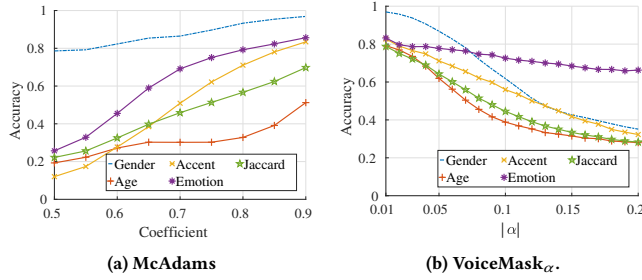 1
0.8
0.6
0.4
0.2
0
Accuracy
Gender Accent Jaccard
Age Emotion
0.5 0.6 0.7 0.8 0.9
Coefficient
(a) McAdams
1
0.8
0.6
0.4
0.2
0
Accuracy
Gender Accent Jaccard
Age Emotion
0.01 0.05 0.1 0.15 0.2
|α|
(b) VoiceMaskα.